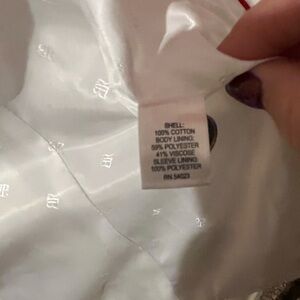 SHELL:
100% COTTON
BODY LINING:
59% POLYESTER
41% VISCOSE
SLEEVE LINING:
100% POLYESTER
RN 54023